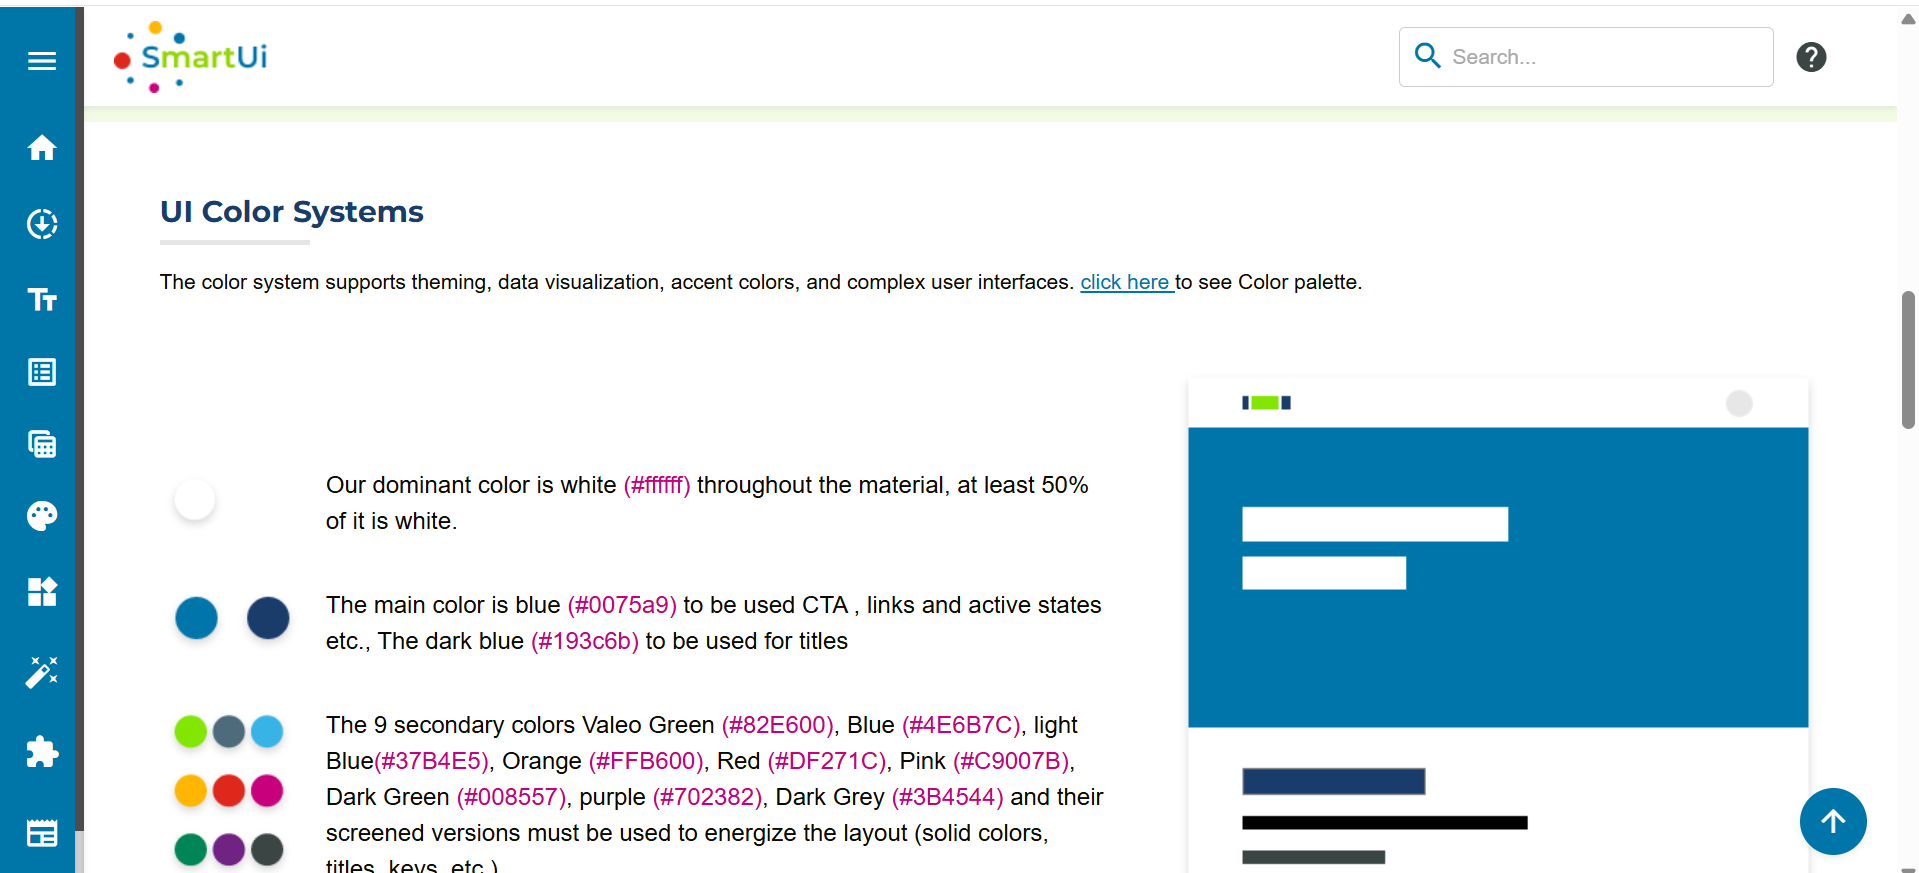 SmartUi
Search...
UI Color Systems
The color system supports theming, data visualization, accent colors, and complex user interfaces. click here to see Color palette.
Our dominant color is white (#ffffff) throughout the material, at least 50%
of it is white.
The main color is blue (#0075a9) to be used CTA , links and active states
etc., The dark blue (#193c6b) to be used for titles
The 9 secondary colors Valeo Green (#82E600), Blue (#4E6B7C), light
Blue(#37B4E5), Orange (#FFB600), Red (#DF271C), Pink (#C9007B),
Dark Green (#008557), purple (#702382), Dark Grey (#3B4544) and their
screened versions must be used to energize the layout (solid colors,
titles, keys, etc.)